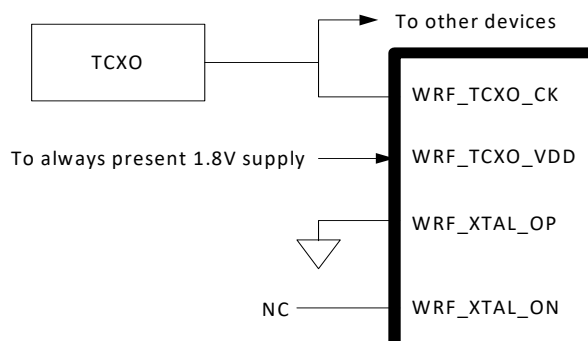 To other devices
TCXO
WRF_TCXO_CK
To always present 1.8V supply
WRF_TCXO_VDD
WRF_XTAL_OP
NC
WRF_XTAL_ON